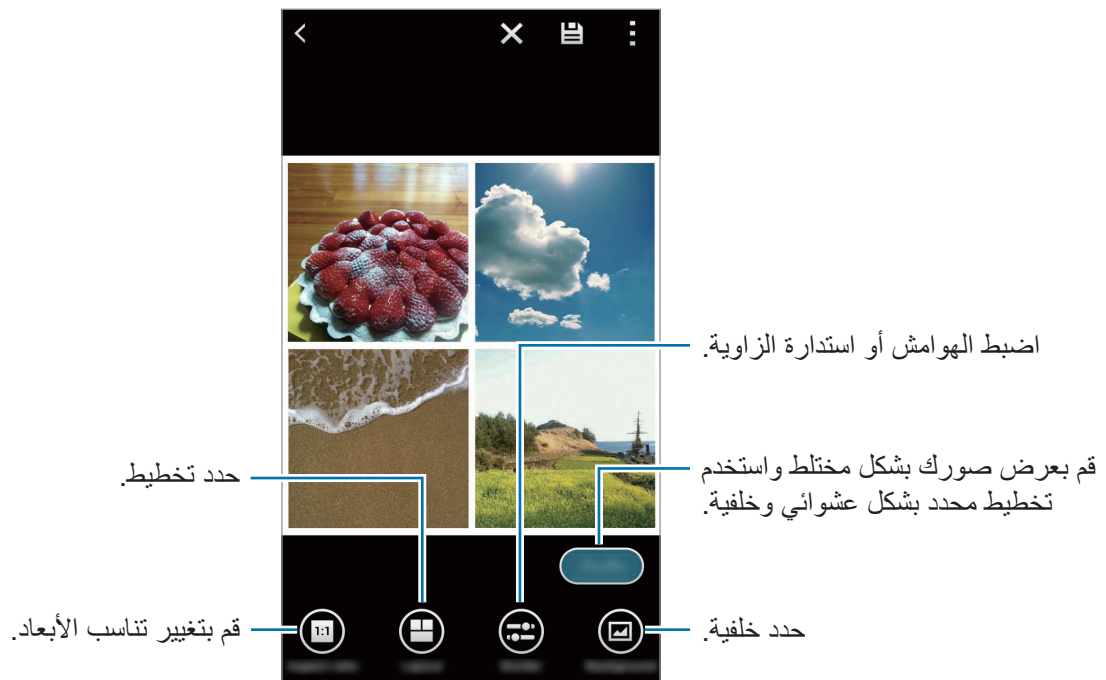 اضبط الهوامش أو استدارة الزاوية.
قم بعرض صورك بشكل مختلط واستخدم
تخطيط محدد بشكل عشوائي وخلفية.
حدد تخطيط.
1:1
قم بتغيير تناسب الأبعاد.
حدد خلفية.